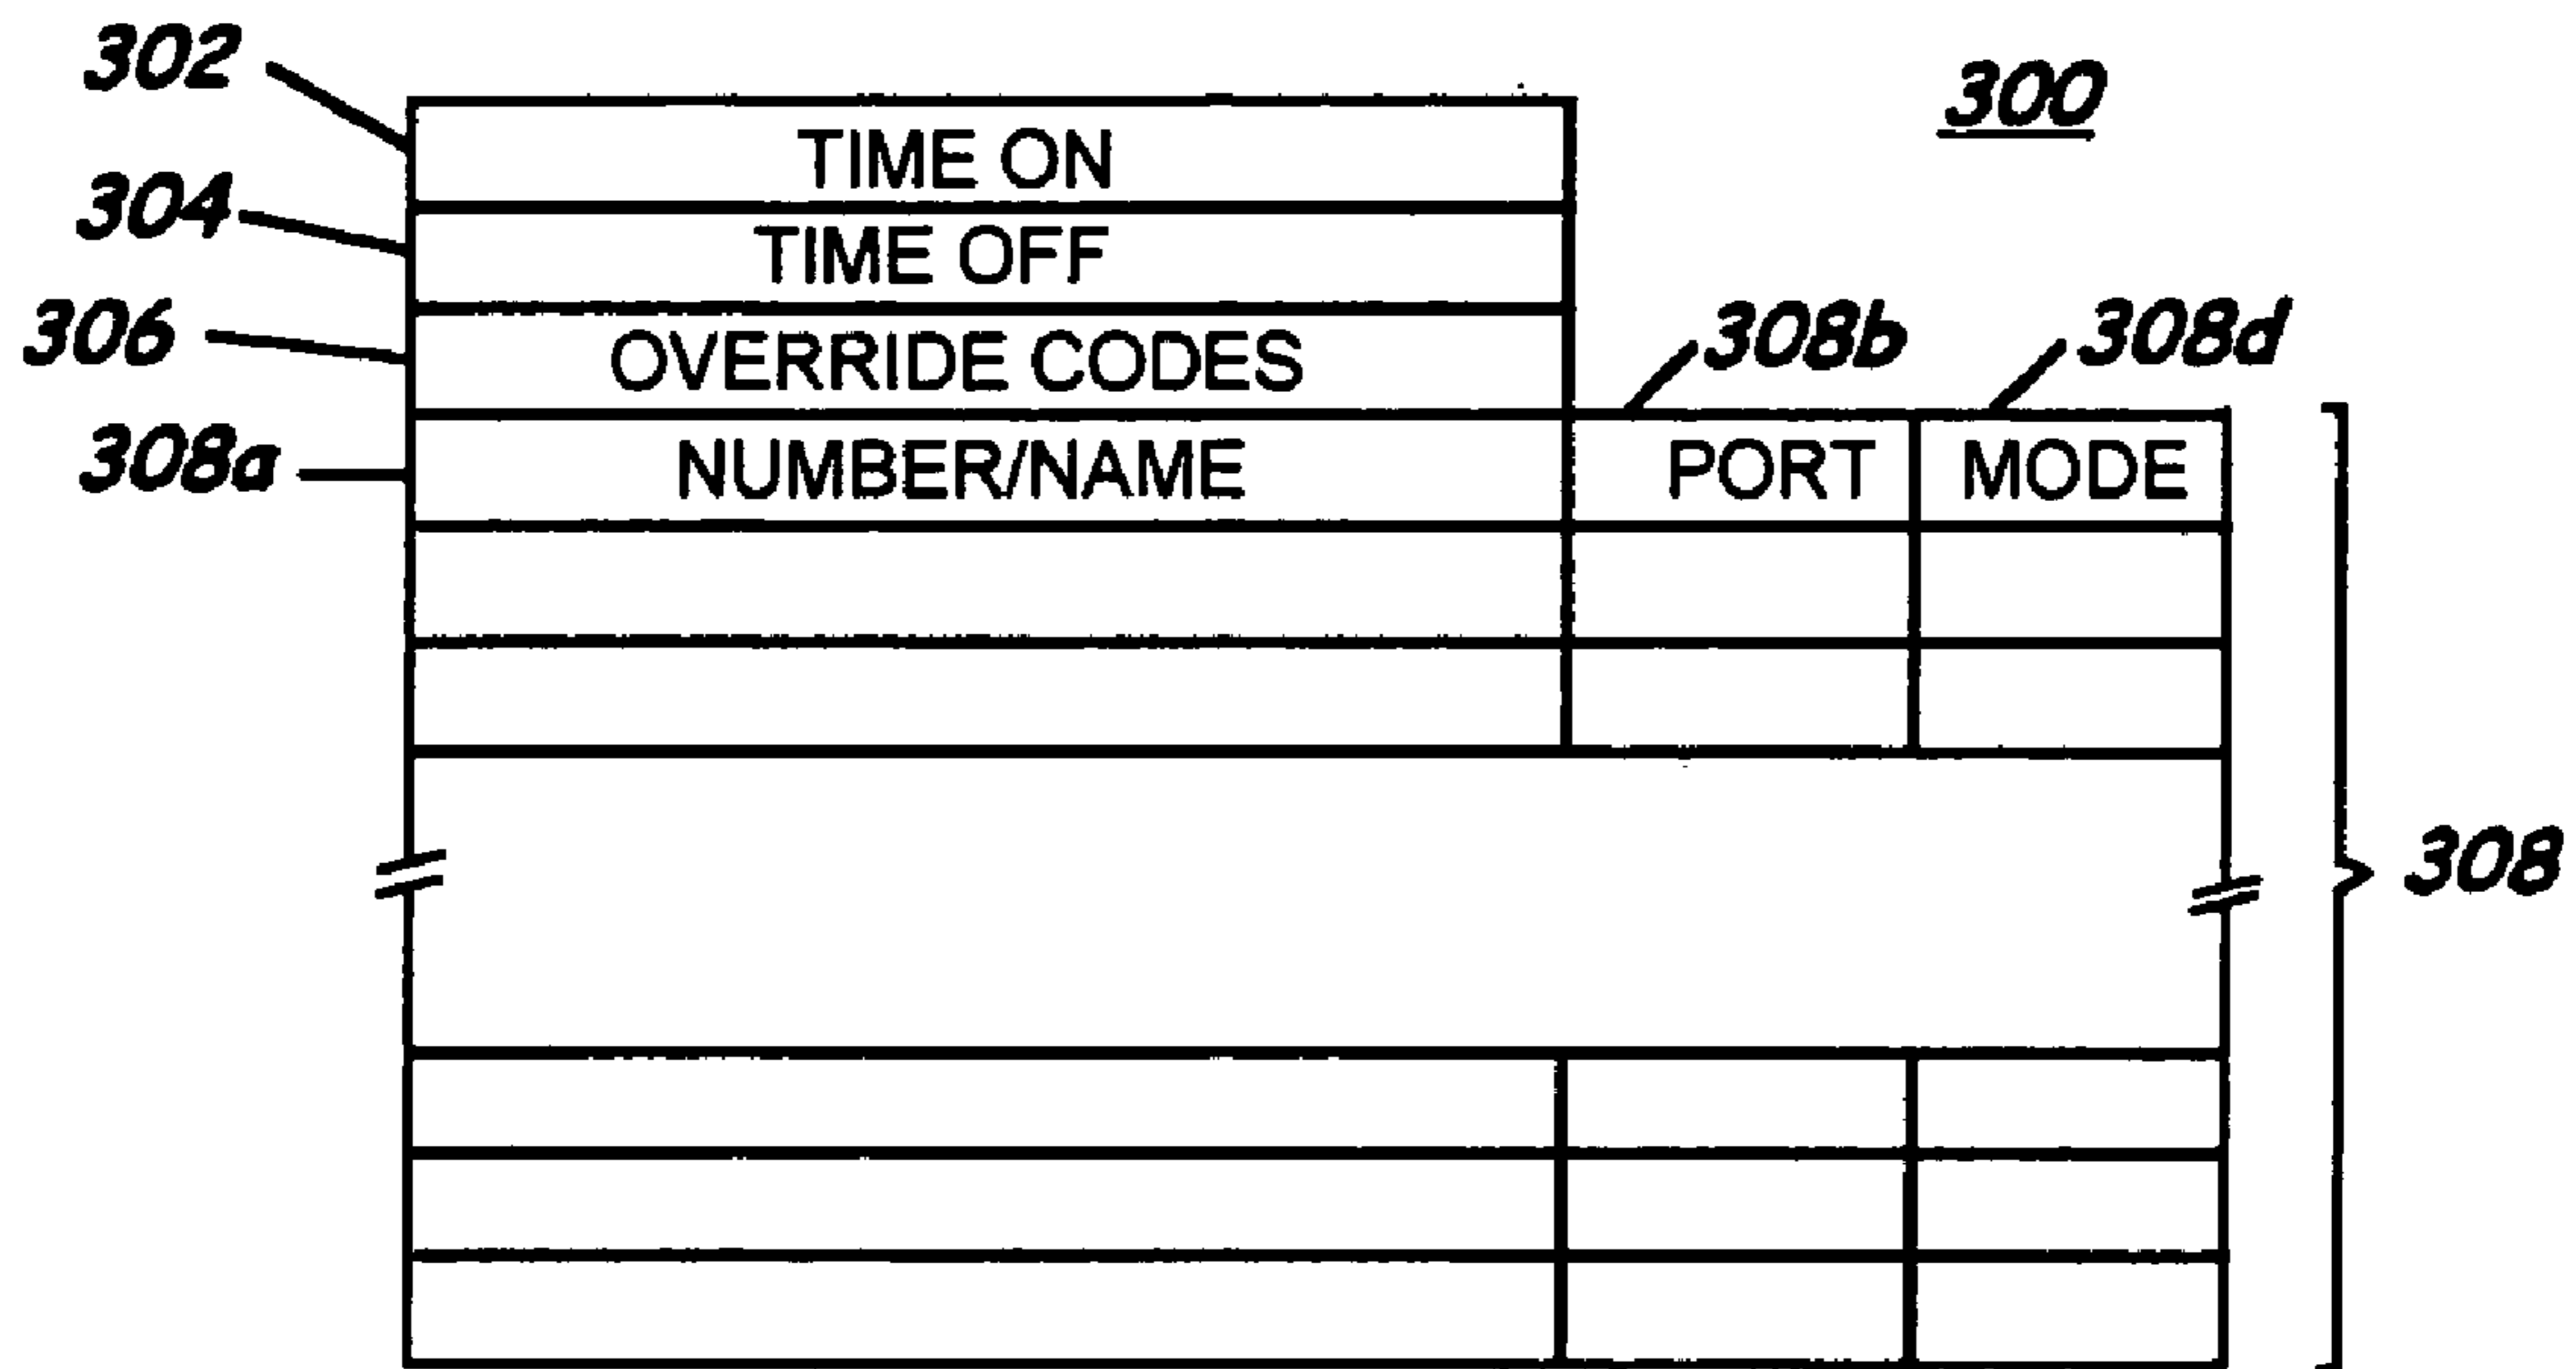 302
300
TIME ON
304
TIME OFF
306
OVERRIDE CODES
308b
308d
308a
NUMBER/NAME
PORT
MODE
308